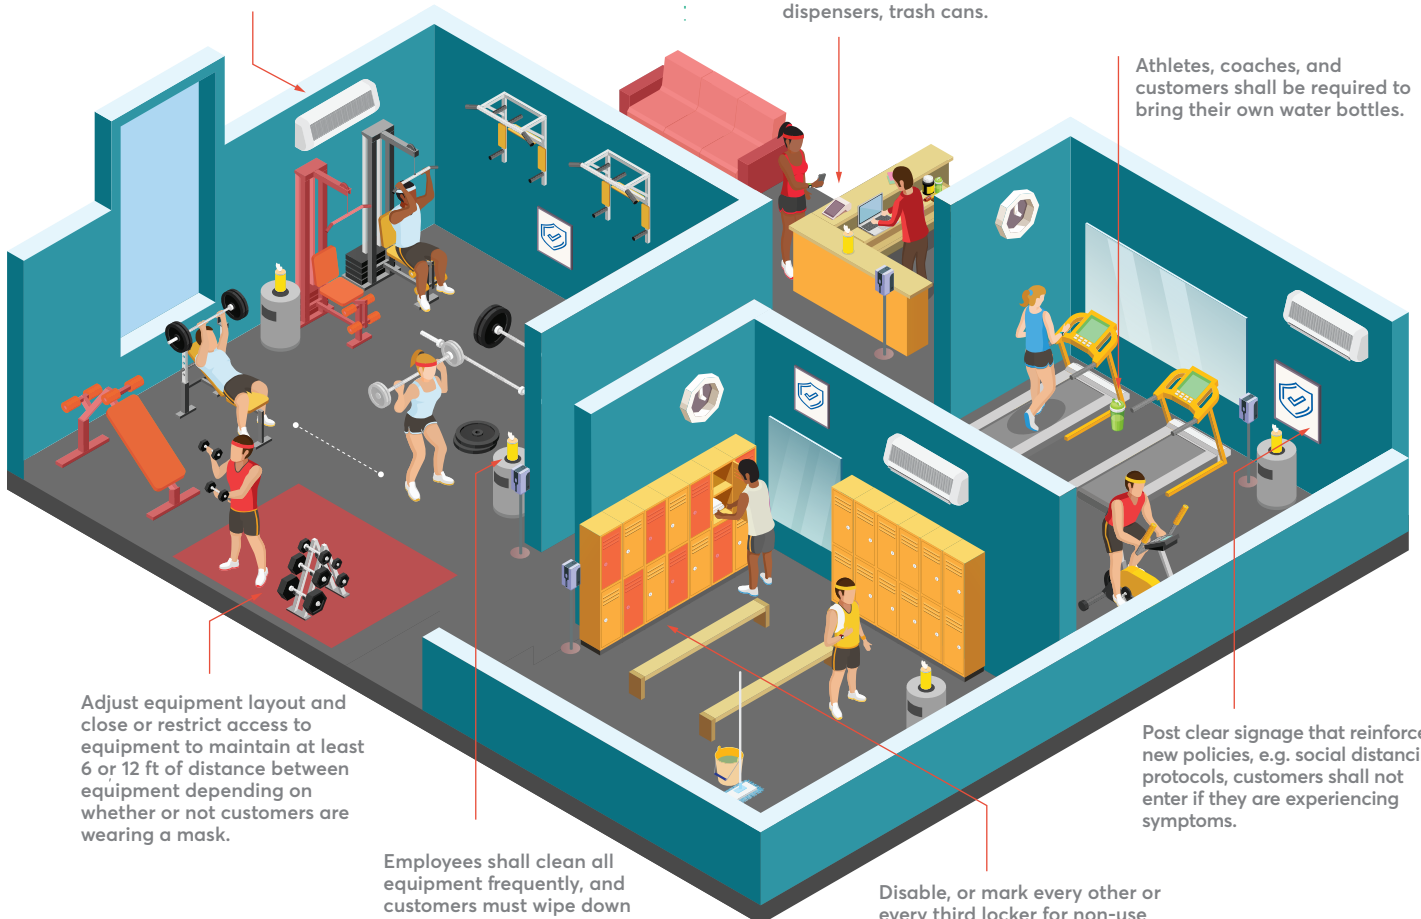 dispensers, trash cans.
Athletes, coaches, and
customers shall be required to
bring their own water bottles.
Adjust equipment layout and
close or restrict access to
equipment to maintain at least
6 or 12 ft of distance between
equipment depending on
whether or not customers are
wearing a mask.
Employees shall clean all
equipment frequently, and
customers must wipe down
Disable, or mark every other or
every third locker for non-use
Post clear signage that reinforce
new policies, e.g. social distanci
protocols, customers shall not
enter if they are experiencing
symptoms.